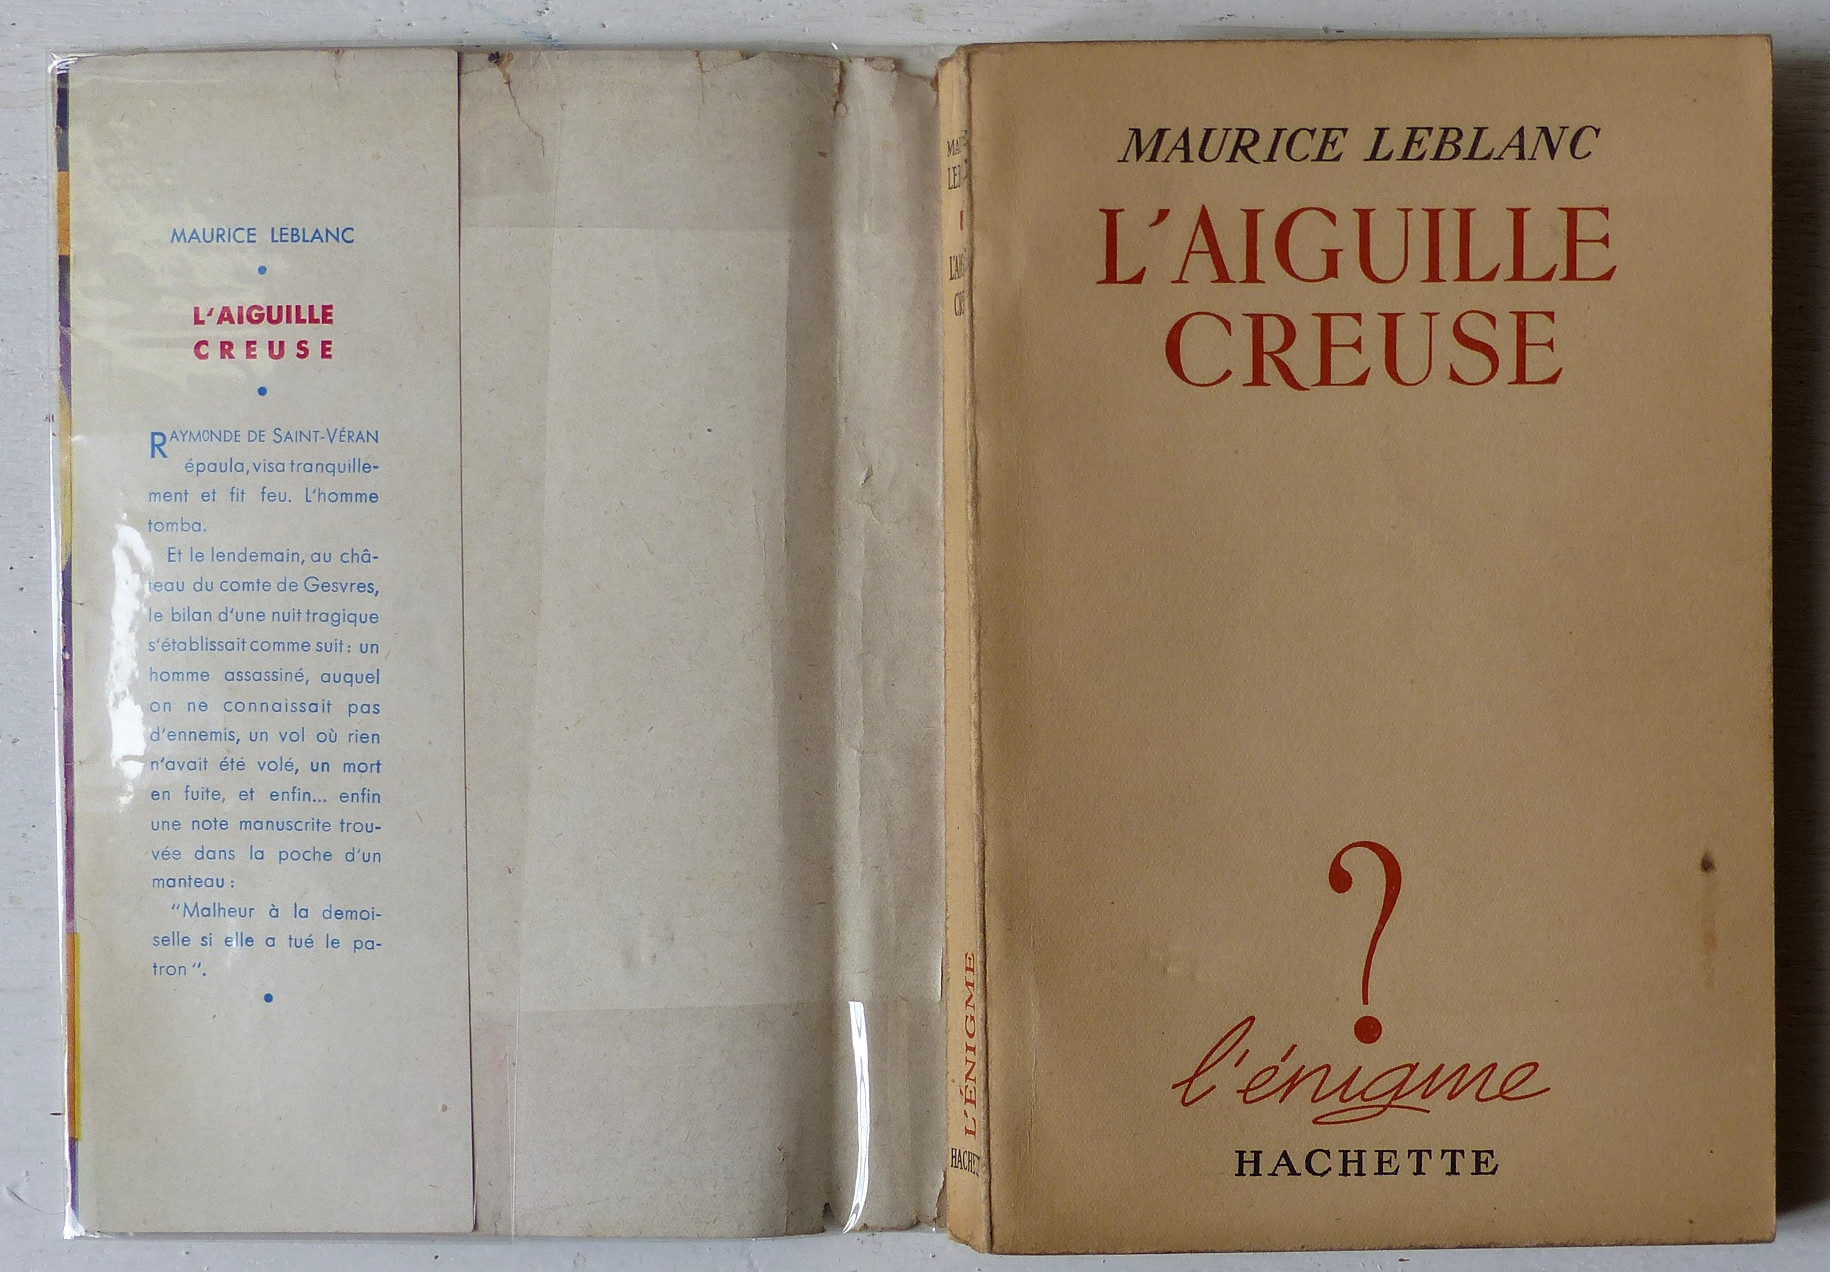 MAURICE LEBLANC
L'AIGUILLE
CREUSE
RAYMONDE DE SAINT-VÉRAN
épaula, visa tranquille-
ment et fit feu. L'homme
tomba.
Et le lendemain, au châ-
teau du comte de Gesvres,
le bilan d'une nuit tragique
s'établissait comme suit: un
homme assassiné, auquel
on ne connaissait pas
d'ennemis, un vol où rien
n'avait été volé, un mort
en fuite, et enfin... enfin
une note manuscrite trou-
vée dans la poche d'un
manteau:
"Malheur à la demoi-
selle si elle a tué le pa-
tron".
L'ÉNIGME
MAURICE LEBLANC
L'AIGUILLE
CREUSE
?
l'énigme
HACHETTE